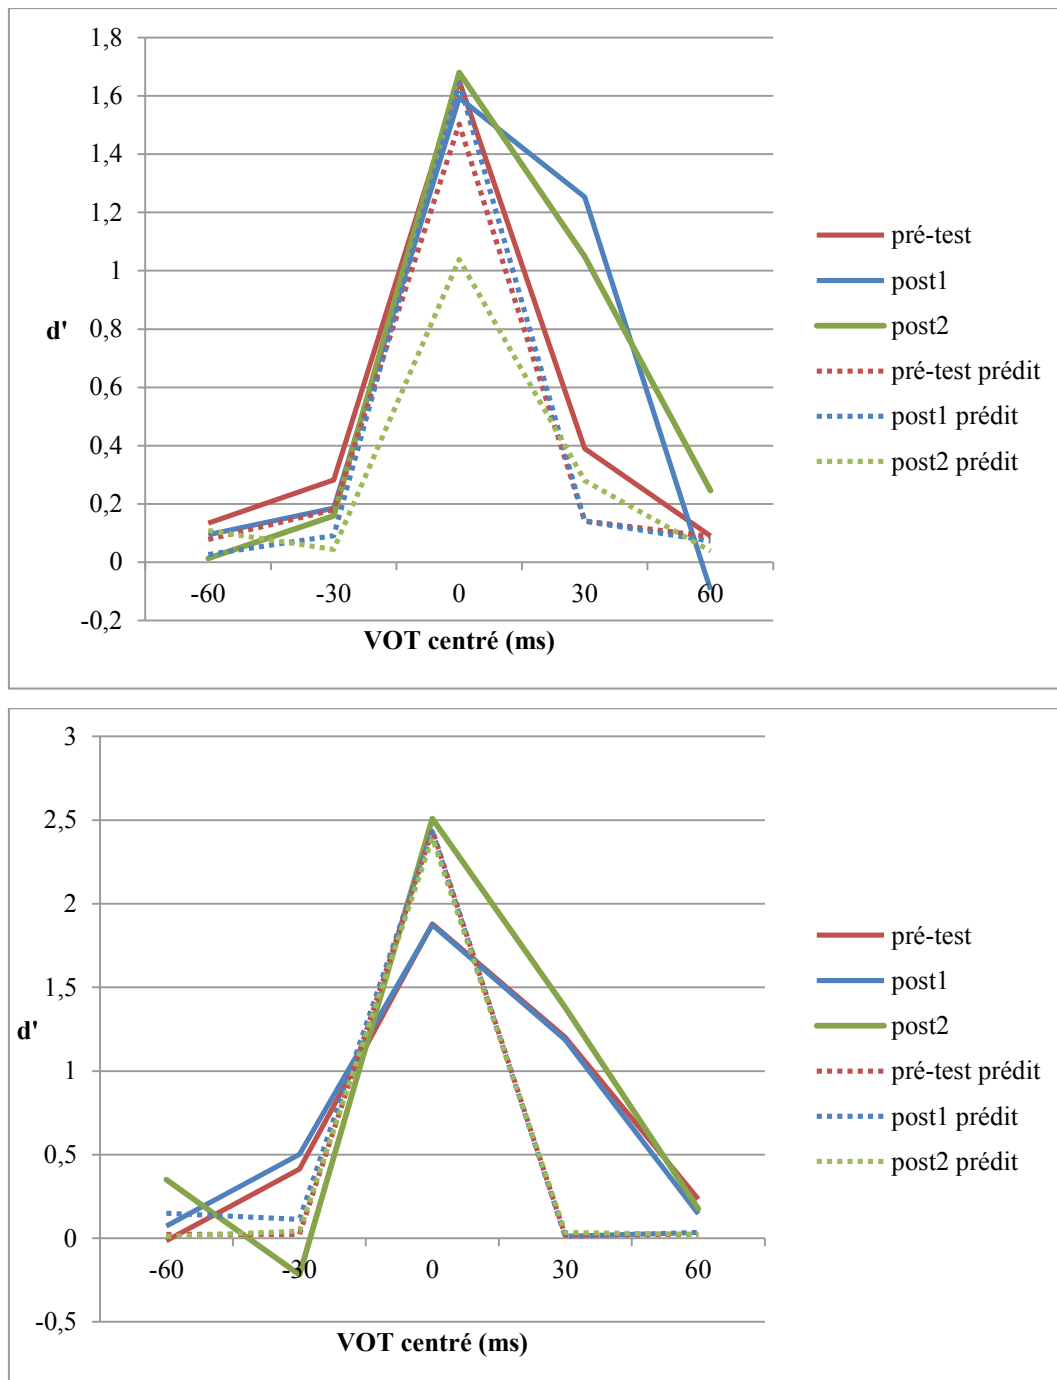 1,8
1,6
1,4
1,2
1
0,8
0,6
0,4
0,2
0
-0,2
d'
-60 -30 0 30 60
VOT centré (ms)
pré-test
post1
post2
pré-test prédit
post1 prédit
post2 prédit
3
2,5
2
1,5
1
0,5
0
-0,5
d'
-60 -30 0 30 60
VOT centré (ms)
pré-test
post1
post2
pré-test prédit
post1 prédit
post2 prédit